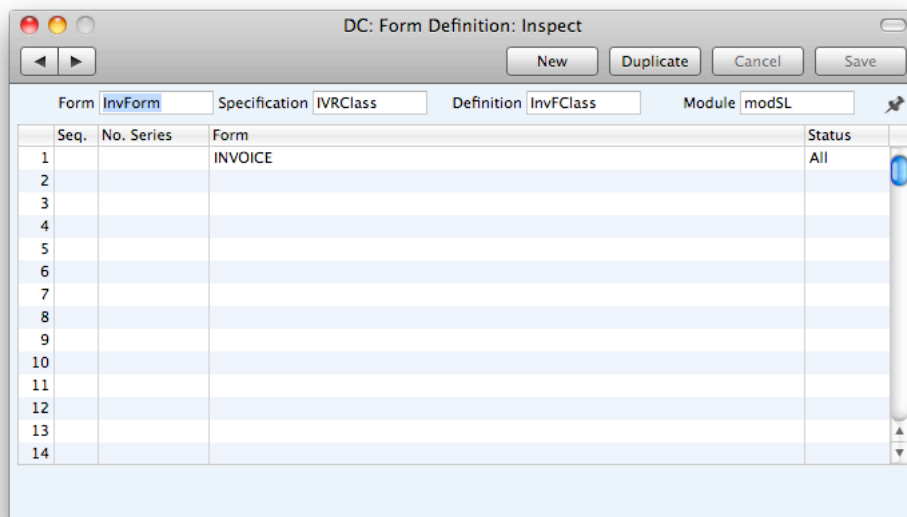 DC: Form Definition: Inspect
New Duplicate Cancel Save
Form InvForm Specification IVRClass Definition InvFClass Module modSL
Seq. No. Series Form Status
1 INVOICE All
2
3
4
5
6
7
8
9
10
11
12
13
14